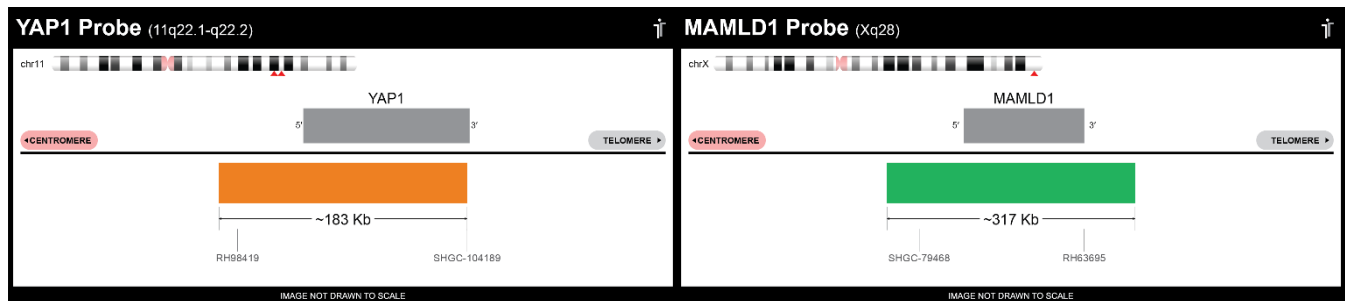 YAP1 Probe (11q22.1-q22.2)
chr11
YAP1
5'
3'
◂CENTROMERE
TELOMERE ▸
~183 Kb
RH98419
SHGC-104189
IMAGE NOT DRAWN TO SCALE
MAMLD1 Probe (Xq28)
chrX
MAMLD1
5'
3'
◂CENTROMERE
TELOMERE ▸
~317 Kb
SHGC-79468
RH63695
IMAGE NOT DRAWN TO SCALE